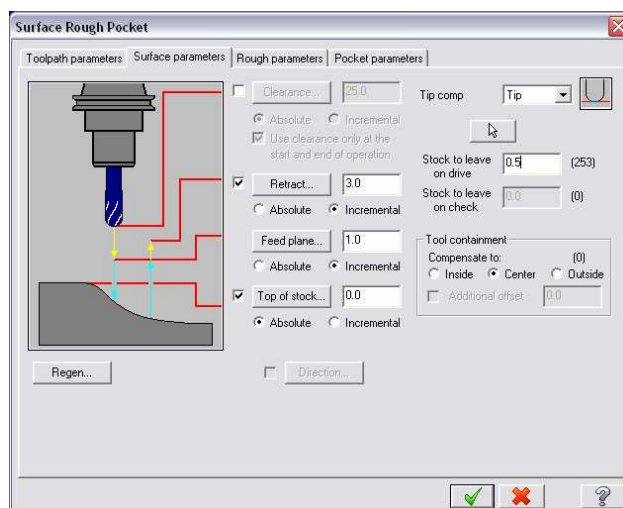 Surface Rough Pocket
Toolpath parameters Surface parameters Rough parameters Pocket parameters
Clearance... 25.0
Absolute Incremental
Use clearance only at the
start and end of operation
Retract... 3.0
Absolute Incremental
Feed plane... 1.0
Absolute Incremental
Top of stock... 0.0
Absolute Incremental
Tip comp Tip
Stock to leave
on drive 0.5 (253)
Stock to leave
on check 0.0 (0)
Tool containment
Compensate to: (0)
Inside Center Outside
Additional offset 0.0
Regen... Direction...